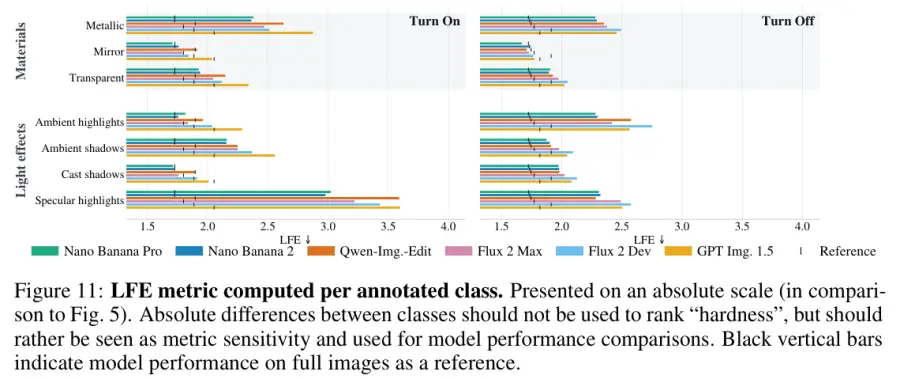 Turn On
Turn Off
Materials
Metallic
Mirror
Transparent
Light effects
Ambient highlights
Ambient shadows
Cast shadows
Specular highlights
1.5 2.0 2.5 3.0 3.5 4.0
1.5 2.0 2.5 3.0 3.5 4.0
LFE ↓
LFE ↓
Nano Banana Pro Nano Banana 2 Qwen-Img.-Edit Flux 2 Max Flux 2 Dev GPT Img. 1.5 Reference
Figure 11: LFE metric computed per annotated class. Presented on an absolute scale (in compari-
son to Fig. 5). Absolute differences between classes should not be used to rank “hardness”, but should
rather be seen as metric sensitivity and used for model performance comparisons. Black vertical bars
indicate model performance on full images as a reference.